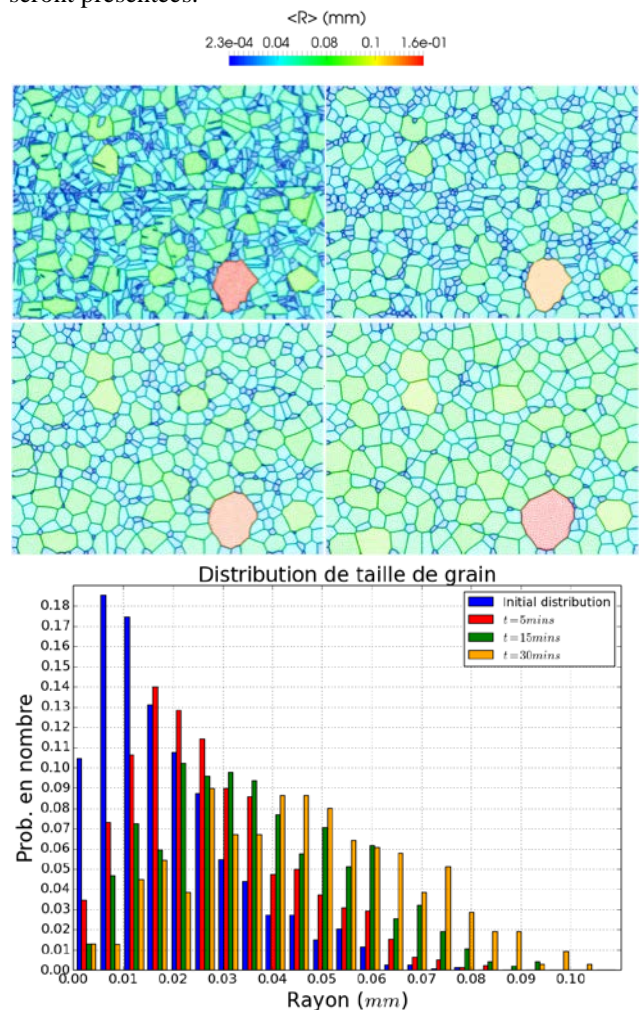 seront présentées.
<R> (mm)
2.3e-04 0.04 0.08 0.1 1.6e-01
Distribution de taille de grain
Initial distribution
t=5mins
t=15mins
t=30mins
Prob. en nombre
0.18
0.17
0.16
0.15
0.14
0.13
0.12
0.11
0.10
0.09
0.08
0.07
0.06
0.05
0.04
0.03
0.02
0.01
0.00
0.00 0.01 0.02 0.03 0.04 0.05 0.06 0.07 0.08 0.09 0.10
Rayon (mm)